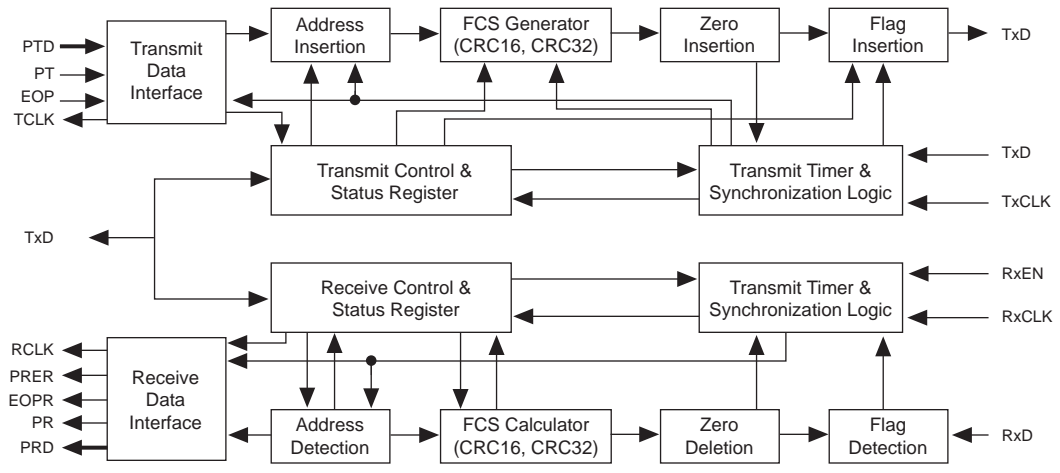 PTD
PT
EOP
TCLK
Transmit
Data
Interface
Address
Insertion
FCS Generator
(CRC16, CRC32)
Zero
Insertion
Flag
Insertion
TxD
Transmit Control &
Status Register
Transmit Timer &
Synchronization Logic
TxD
TxCLK
TxD
Receive Control &
Status Register
Transmit Timer &
Synchronization Logic
RxEN
RxCLK
RCLK
PRER
EOPR
PR
PRD
Receive
Data
Interface
Address
Detection
FCS Calculator
(CRC16, CRC32)
Zero
Deletion
Flag
Detection
RxD